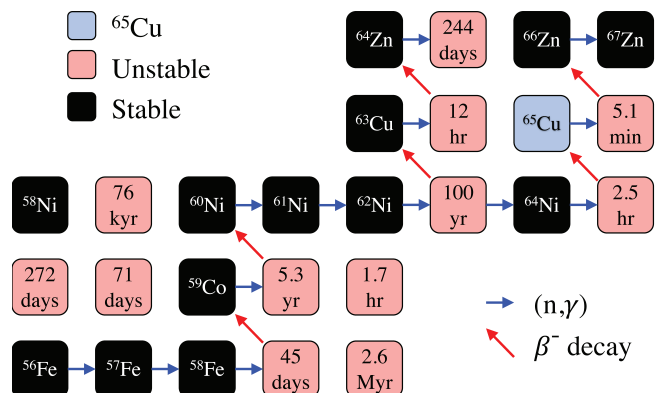 ⁶⁵Cu
Unstable
Stable
⁶⁴Zn
244
days
⁶⁶Zn
⁶⁷Zn
⁶³Cu
12
hr
⁶⁵Cu
5.1
min
⁵⁸Ni
76
kyr
⁶⁰Ni
⁶¹Ni
⁶²Ni
100
yr
⁶⁴Ni
2.5
hr
272
days
71
days
⁵⁹Co
5.3
yr
1.7
hr
⁵⁶Fe
⁵⁷Fe
⁵⁸Fe
45
days
2.6
Myr
(n,γ)
β⁻ decay